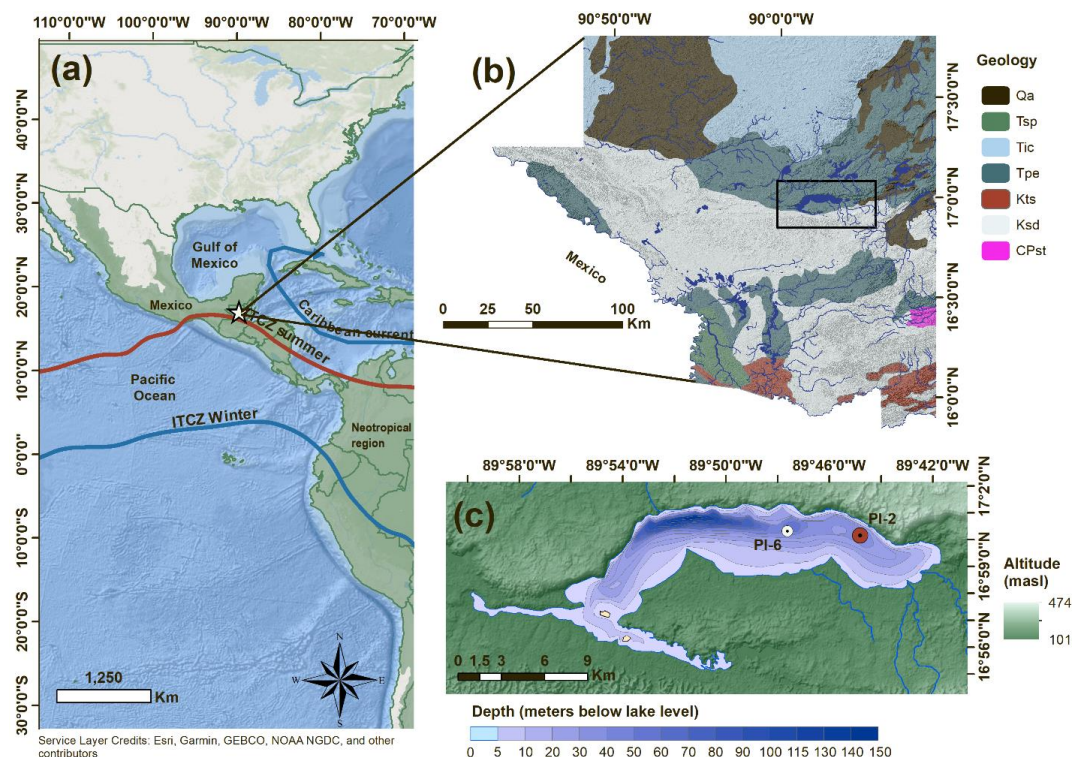 110°0'0"W 100°0'0"W 90°0'0"W 80°0'0"W 70°0'0"W
(a)
40°0'0"N
30°0'0"N
20°0'0"N
10°0'0"N
0°0'0"N
10°0'0"S
20°0'0"S
30°0'0"S
Gulf of
Mexico
Mexico
Caribbean current
ITCZ summer
Pacific
Ocean
ITCZ Winter
Neotropical
region
N
W E
S
1,250
Km
Service Layer Credits: Esri, Garmin, GEBCO, NOAA NGDC, and other
contributors
90°50'0"W 90°0'0"W
(b)
17°30'0"N
17°0'0"N
16°30'0"N
16°0'0"N
Mexico
0 25 50 100
Km
Geology
Qa
Tsp
Tic
Tpe
Kts
Ksd
CPst
89°58'0"W 89°54'0"W 89°50'0"W 89°46'0"W 89°42'0"W
(c)
17°2'0"N
16°59'0"N
16°56'0"N
PI-2
PI-6
0 1.5 3 6 9
Km
Altitude
(masl)
474
101
Depth (meters below lake level)
0 5 10 20 30 40 50 60 80 100 115 130 140 150